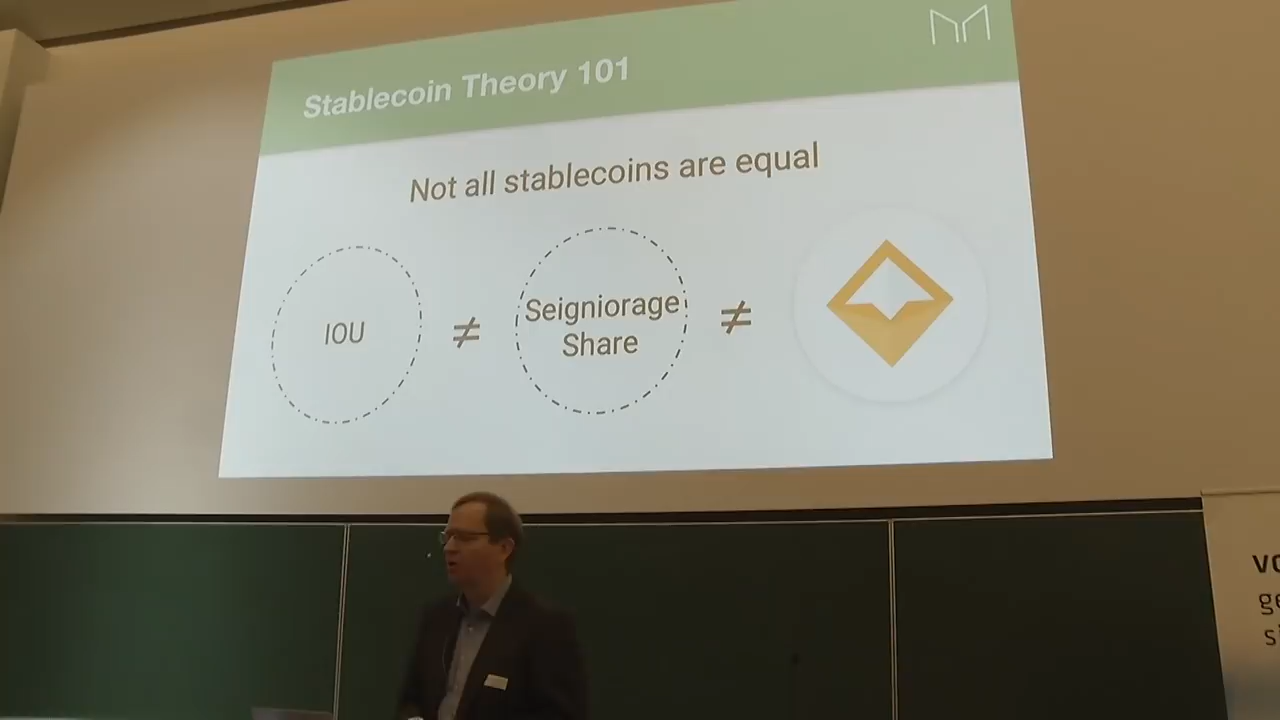 Stablecoin Theory 101
Not all stablecoins are equal
IOU
≠
Seigniorage
Share
≠